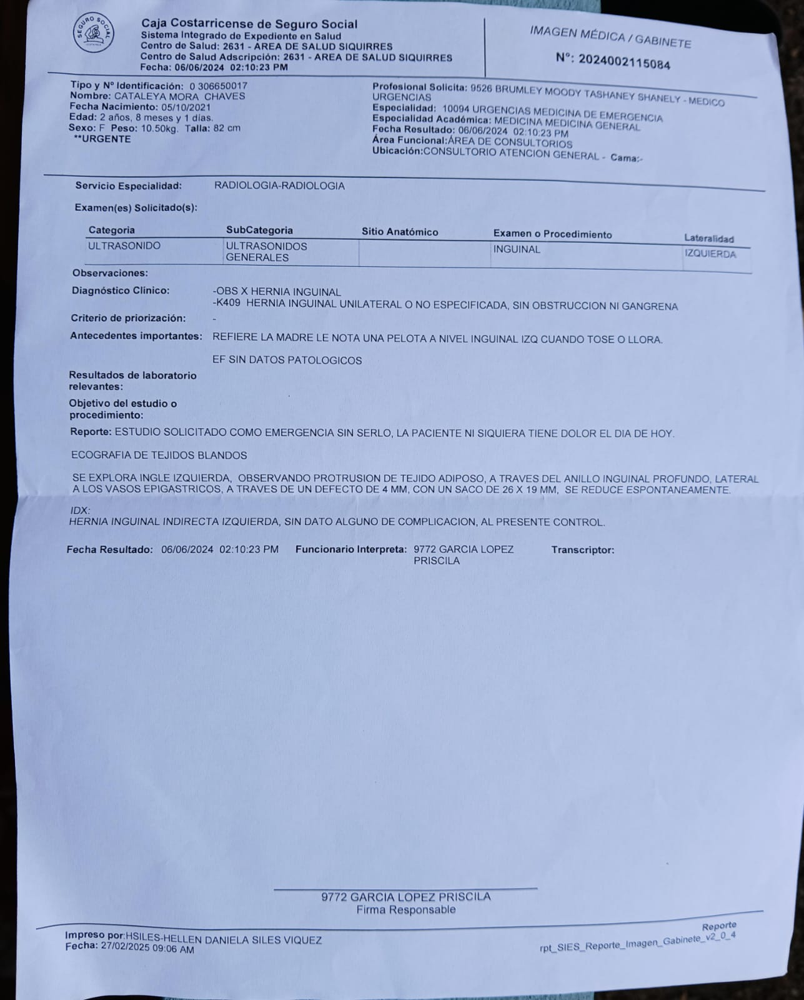 SEGURO SOCIAL
Caja Costarricense de Seguro Social
Sistema Integrado de Expediente en Salud
Centro de Salud: 2631 - AREA DE SALUD SIQUIRRES
Centro de Salud Adscripción: 2631 - AREA DE SALUD SIQUIRRES
Fecha: 06/06/2024 02:10:23 PM
IMAGEN MÉDICA / GABINETE
N°: 2024002115084
Tipo y Nº Identificación: 0 306650017
Nombre: CATALEYA MORA CHAVES
Fecha Nacimiento: 05/10/2021
Edad: 2 años, 8 meses y 1 días.
Sexo: F Peso: 10.50kg. Talla: 82 cm
**URGENTE
Profesional Solicita: 9526 BRUMLEY MOODY TASHANEY SHANELY - MEDICO
URGENCIAS
Especialidad: 10094 URGENCIAS MEDICINA DE EMERGENCIA
Especialidad Académica: MEDICINA MEDICINA GENERAL
Fecha Resultado: 06/06/2024 02:10:23 PM
Área Funcional:ÁREA DE CONSULTORIOS
Ubicación:CONSULTORIO ATENCION GENERAL - Cama:-
Servicio Especialidad: RADIOLOGIA-RADIOLOGIA
Examen(es) Solicitado(s):
Categoria SubCategoria Sitio Anatómico Examen o Procedimiento Lateralidad
ULTRASONIDO ULTRASONIDOS INGUINAL IZQUIERDA
GENERALES
Observaciones:
Diagnóstico Clínico: -OBS X HERNIA INGUINAL
-K409 HERNIA INGUINAL UNILATERAL O NO ESPECIFICADA, SIN OBSTRUCCION NI GANGRENA
Criterio de priorización: -
Antecedentes importantes: REFIERE LA MADRE LE NOTA UNA PELOTA A NIVEL INGUINAL IZQ CUANDO TOSE O LLORA.
EF SIN DATOS PATOLOGICOS
Resultados de laboratorio
relevantes:
Objetivo del estudio o
procedimiento:
Reporte: ESTUDIO SOLICITADO COMO EMERGENCIA SIN SERLO, LA PACIENTE NI SIQUIERA TIENE DOLOR EL DIA DE HOY.
ECOGRAFIA DE TEJIDOS BLANDOS
SE EXPLORA INGLE IZQUIERDA, OBSERVANDO PROTRUSION DE TEJIDO ADIPOSO, A TRAVES DEL ANILLO INGUINAL PROFUNDO, LATERAL
A LOS VASOS EPIGASTRICOS, A TRAVES DE UN DEFECTO DE 4 MM, CON UN SACO DE 26 X 19 MM, SE REDUCE ESPONTANEAMENTE.
IDX:
HERNIA INGUINAL INDIRECTA IZQUIERDA, SIN DATO ALGUNO DE COMPLICACION, AL PRESENTE CONTROL.
Fecha Resultado: 06/06/2024 02:10:23 PM Funcionario Interpreta: 9772 GARCIA LOPEZ Transcriptor:
PRISCILA
9772 GARCIA LOPEZ PRISCILA
Firma Responsable
Impreso por:HSILES-HELLEN DANIELA SILES VIQUEZ
Fecha: 27/02/2025 09:06 AM
Reporte
rpt_SIES_Reporte_Imagen_Gabinete_v2_0_4